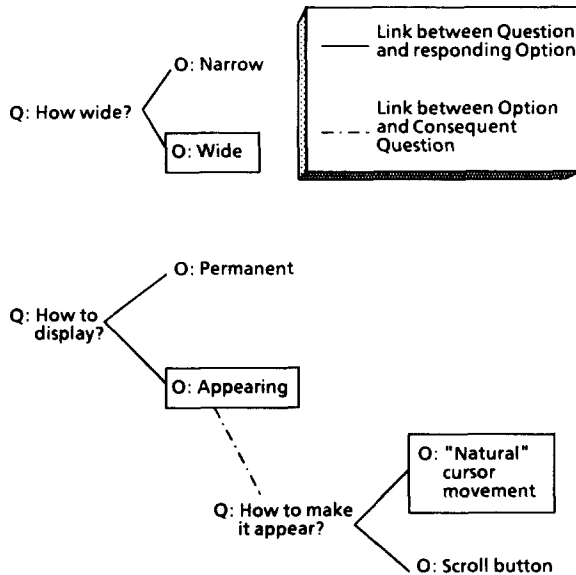 Link between Question
and responding Option
O: Narrow
Q: How wide?
Link between Option
and Consequent
Question
O: Wide
O: Permanent
Q: How to
display?
O: Appearing
O: "Natural"
cursor
movement
Q: How to make
it appear?
O: Scroll button